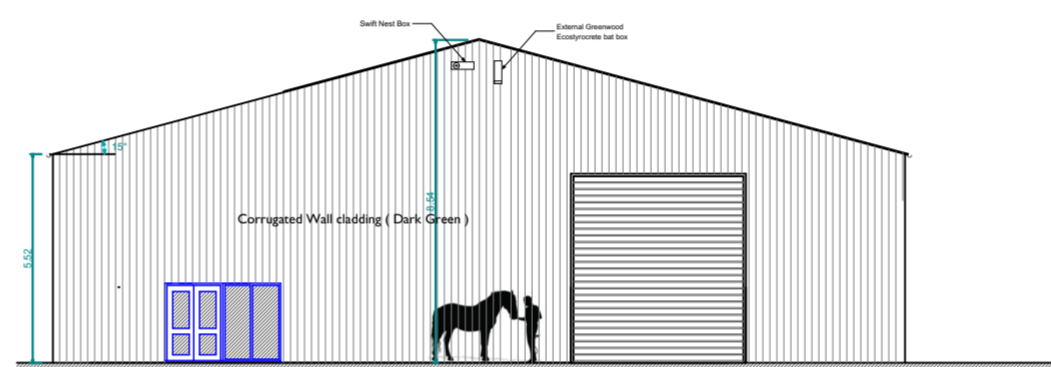 Swift Nest Box
External Greenwood
Ecostyrocrete bat box
15°
8.54
Corrugated Wall cladding ( Dark Green )
5.52